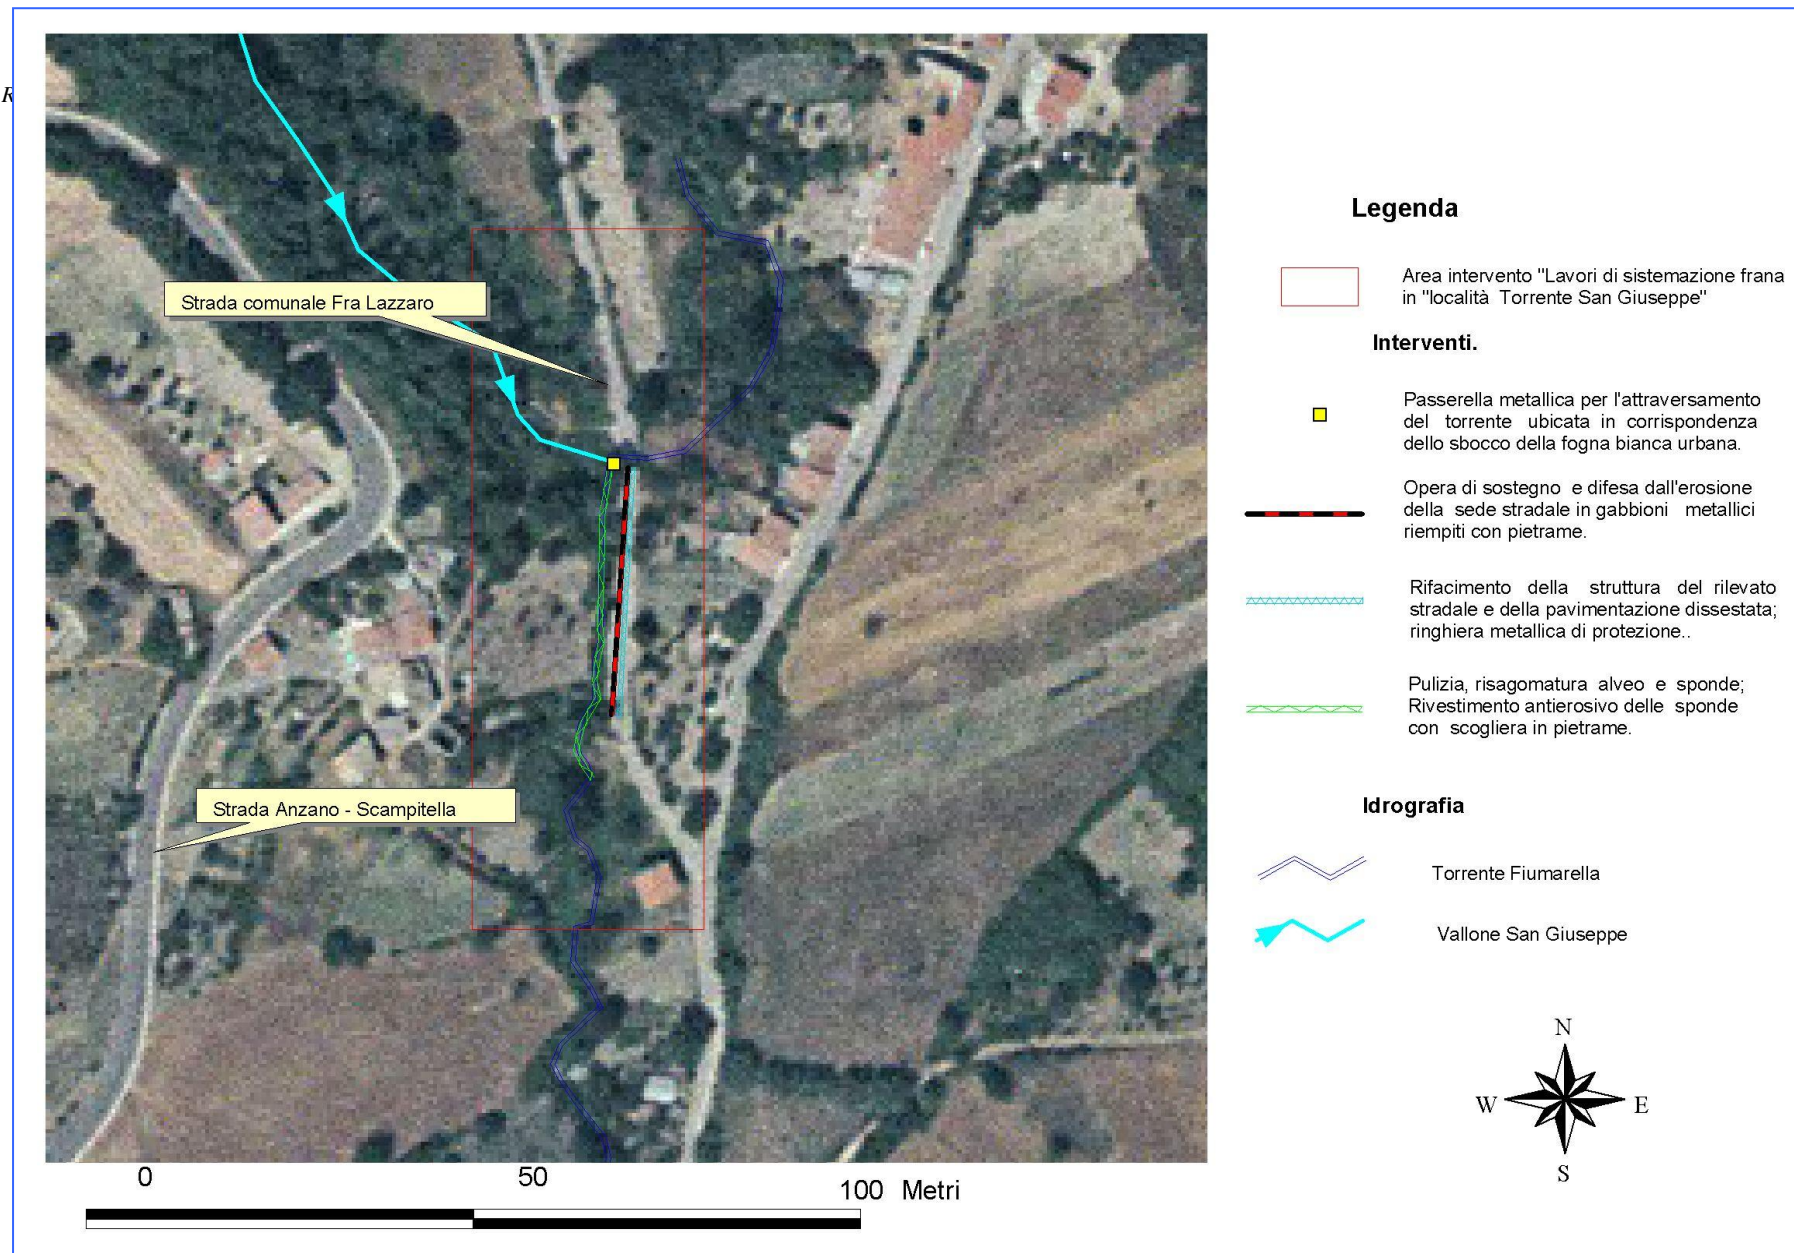 R
Strada comunale Fra Lazzaro
Strada Anzano - Scampitella
0 50 100 Metri
Legenda
Area intervento "Lavori di sistemazione frana
in "località Torrente San Giuseppe"
Interventi.
Passerella metallica per l'attraversamento
del torrente ubicata in corrispondenza
dello sbocco della fogna bianca urbana.
Opera di sostegno e difesa dall'erosione
della sede stradale in gabbioni metallici
riempiti con pietrame.
Rifacimento della struttura del rilevato
stradale e della pavimentazione dissestata;
ringhiera metallica di protezione..
Pulizia, risagomatura alveo e sponde;
Rivestimento antierosivo delle sponde
con scogliera in pietrame.
Idrografia
Torrente Fiumarella
Vallone San Giuseppe
N
W E
S